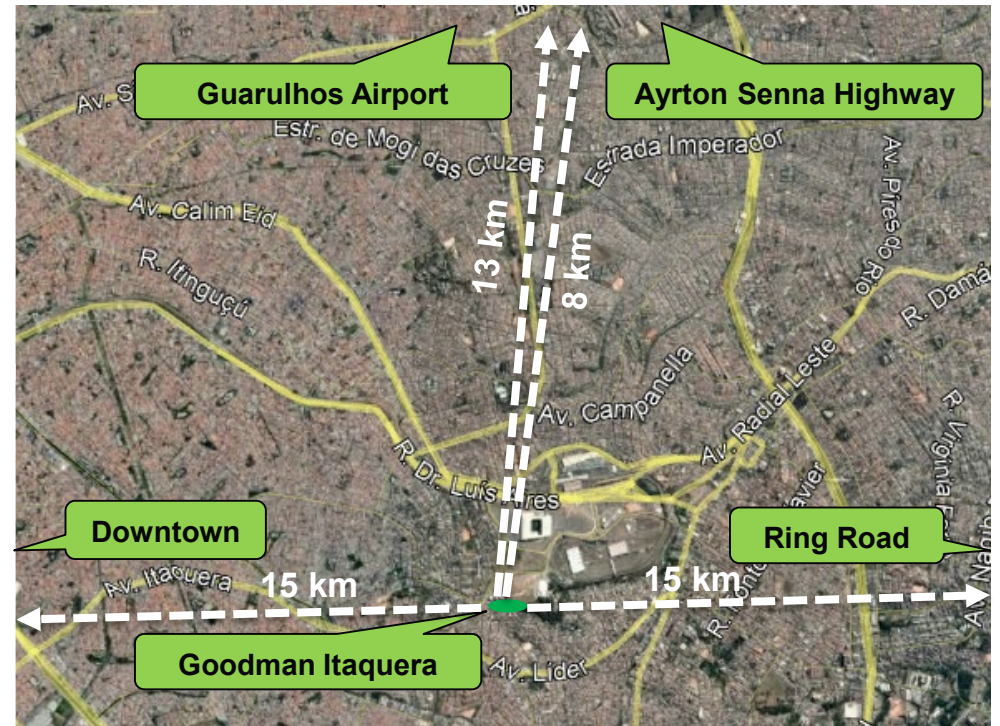 Guarulhos Airport
Ayrton Senna Highway
Av. S
Estr. de Mogi das Cruzes
Estrada Imperador
Av. Pires do Rio
Av. Calim Eid
13 km
8 km
R. Itinguçú
R. Damá
Av. Campanella
Av. Radial Leste
R. Virginia
R. Dr. Luís Aires
Downtown
Ring Road
Av. Itaquera
15 km
15 km
Goodman Itaquera
Av. Líder